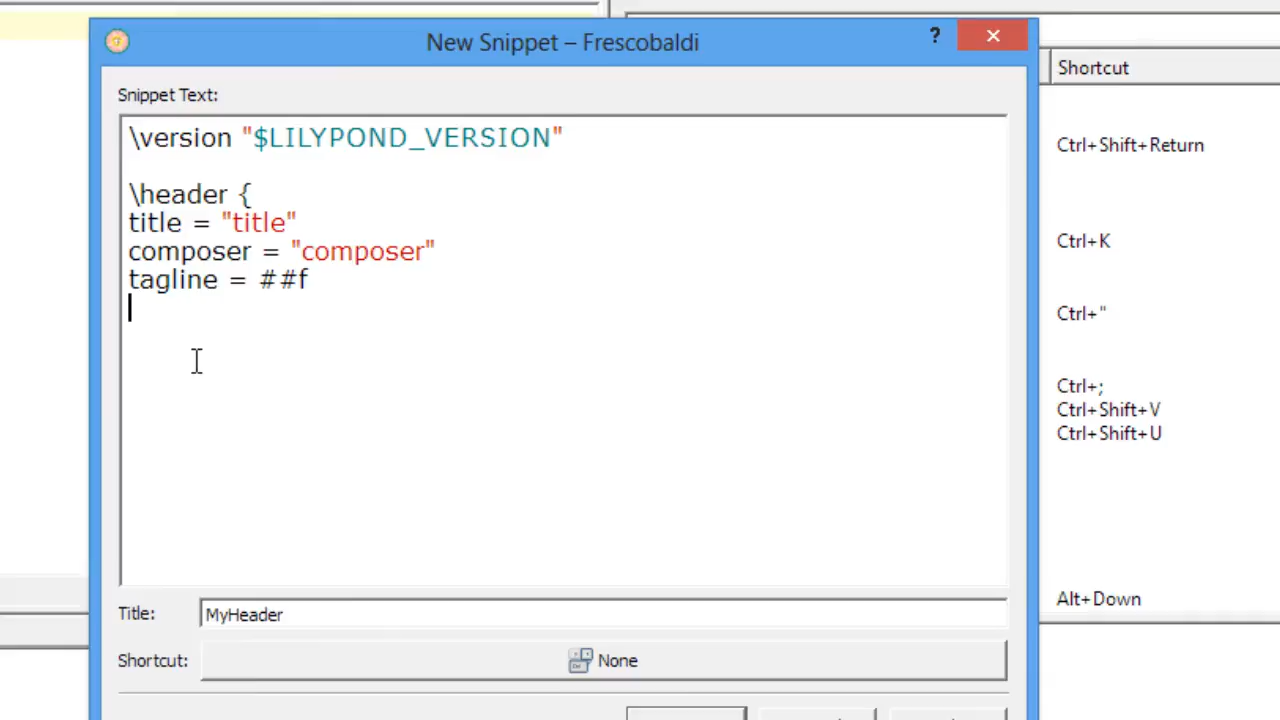 New Snippet – Frescobaldi
?
Shortcut
Snippet Text:
\version "$LILYPOND_VERSION"
\header {
title = "title"
composer = "composer"
tagline = ##f
Ctrl+Shift+Return
Ctrl+K
Ctrl+"
Ctrl+;
Ctrl+Shift+V
Ctrl+Shift+U
Alt+Down
Title: MyHeader
Shortcut: None